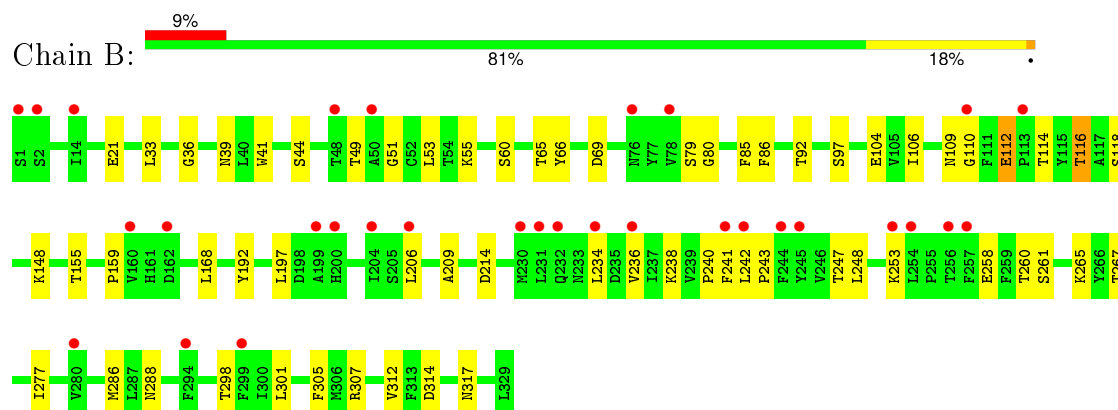 9%
Chain B:
81% 18% •
S1 S2 I14 E21 L33 G36 N39 L40 W41 S44 T48 T49 A50 G51 C52 L53 T54 K55 S60 T65 Y66 D69 N76 Y77 V78 S79 G80 F85 F86 T92 S97 E104 V105 I106 N109 G110 F111 E112 P113 T114 Y115 T116 A117 S118
K148 T155 P159 V160 H161 D162 L168 Y192 L197 D198 A199 H200 I204 S205 L206 A209 D214 M230 L231 Q232 N233 L234 D235 V236 I237 K238 V239 P240 F241 L242 P243 F244 Y245 V246 T247 L248 K253 L254 P255 T256 F257 E258 F259 T260 S261 K265 Y266 T267
I277 V280 M286 L287 N288 F294 T298 F299 I300 L301 F305 M306 R307 V312 F313 D314 N317 L329